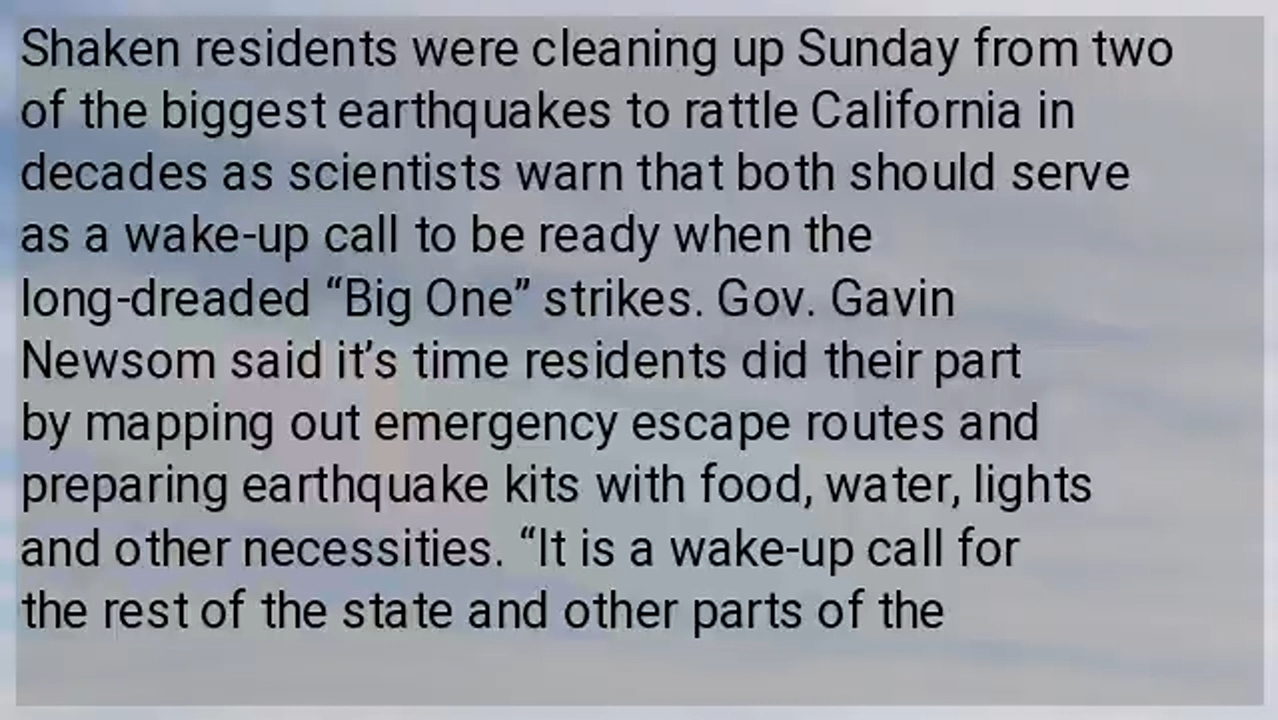 Shaken residents were cleaning up Sunday from two
of the biggest earthquakes to rattle California in
decades as scientists warn that both should serve
as a wake-up call to be ready when the
long-dreaded “Big One” strikes. Gov. Gavin
Newsom said it’s time residents did their part
by mapping out emergency escape routes and
preparing earthquake kits with food, water, lights
and other necessities. “It is a wake-up call for
the rest of the state and other parts of the